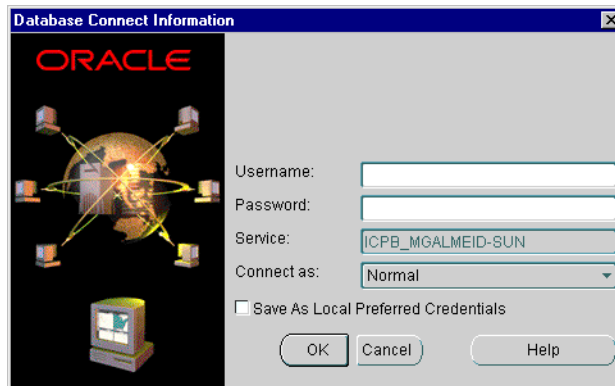 Database Connect Information
ORACLE
Username:
Password:
Service:
ICPB_MGALMEID-SUN
Connect as:
Normal
Save As Local Preferred Credentials
OK
Cancel
Help